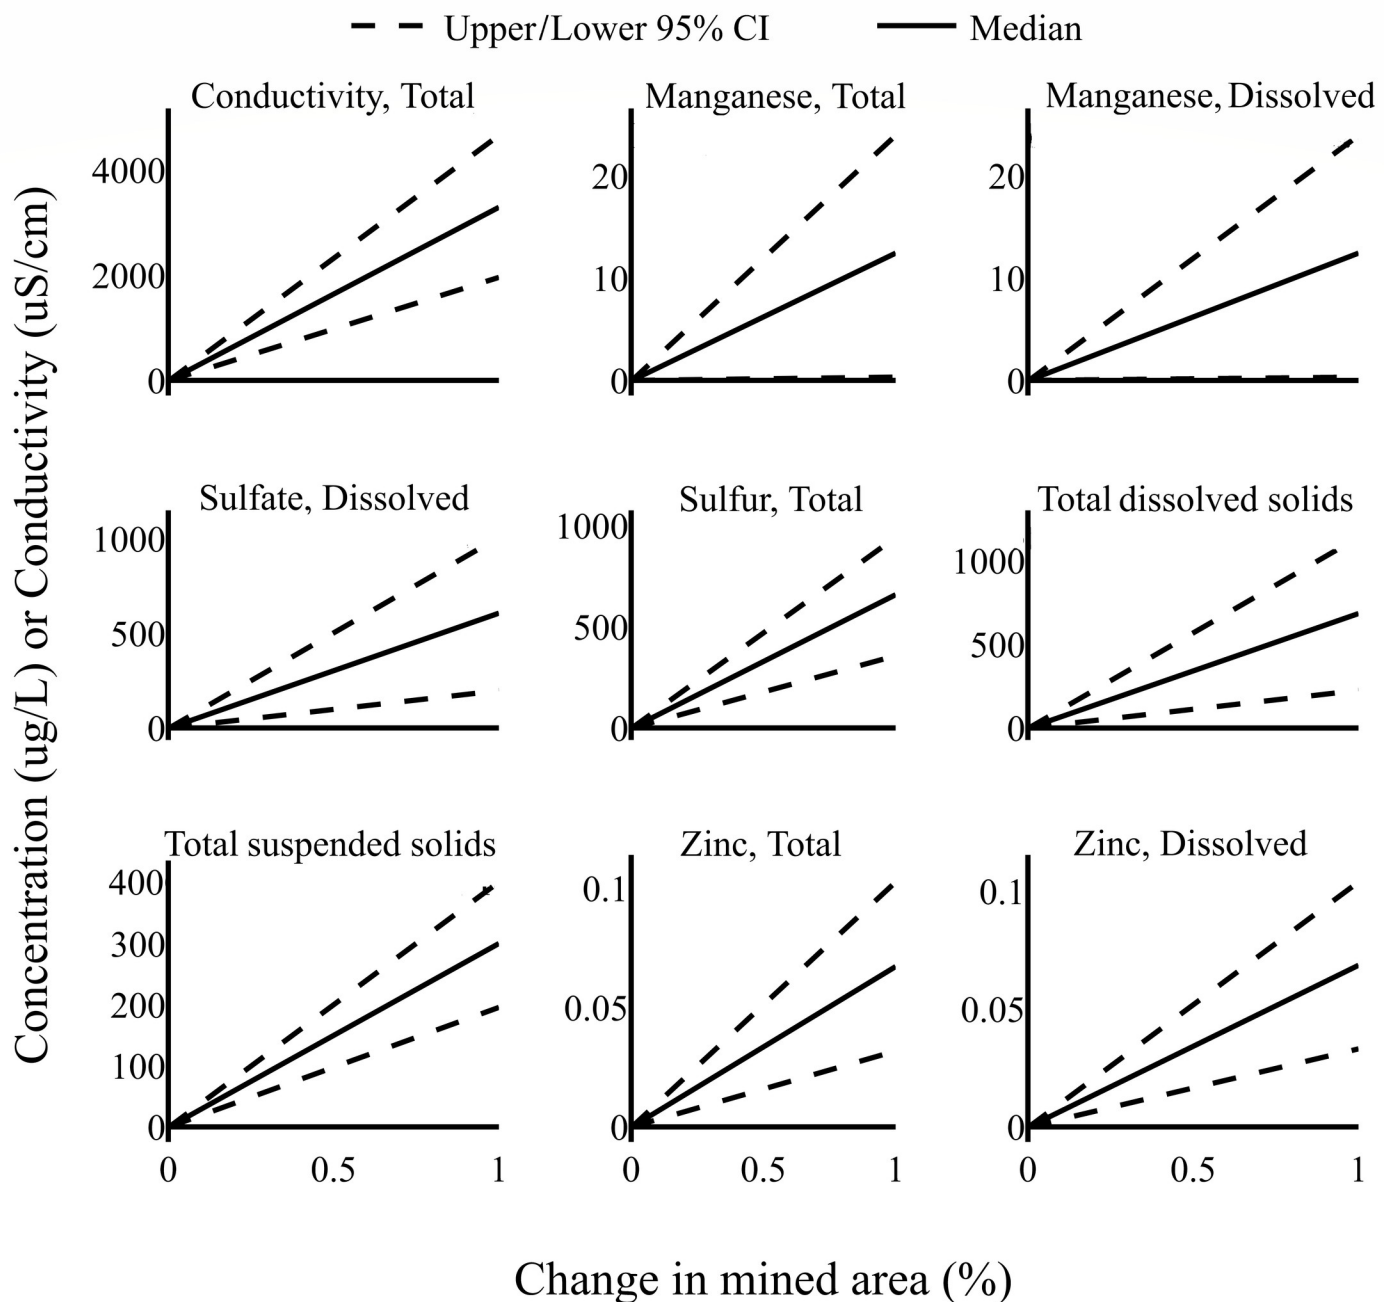 Upper/Lower 95% CI
Median
Concentration (ug/L) or Conductivity (uS/cm)
Conductivity, Total
4000
2000
0
Manganese, Total
20
10
0
Manganese, Dissolved
20
10
0
Sulfate, Dissolved
1000
500
0
Sulfur, Total
1000
500
0
Total dissolved solids
1000
500
0
Total suspended solids
400
300
200
100
0
0 0.5 1
Zinc, Total
0.1
0.05
0
0 0.5 1
Zinc, Dissolved
0.1
0.05
0
0 0.5 1
Change in mined area (%)